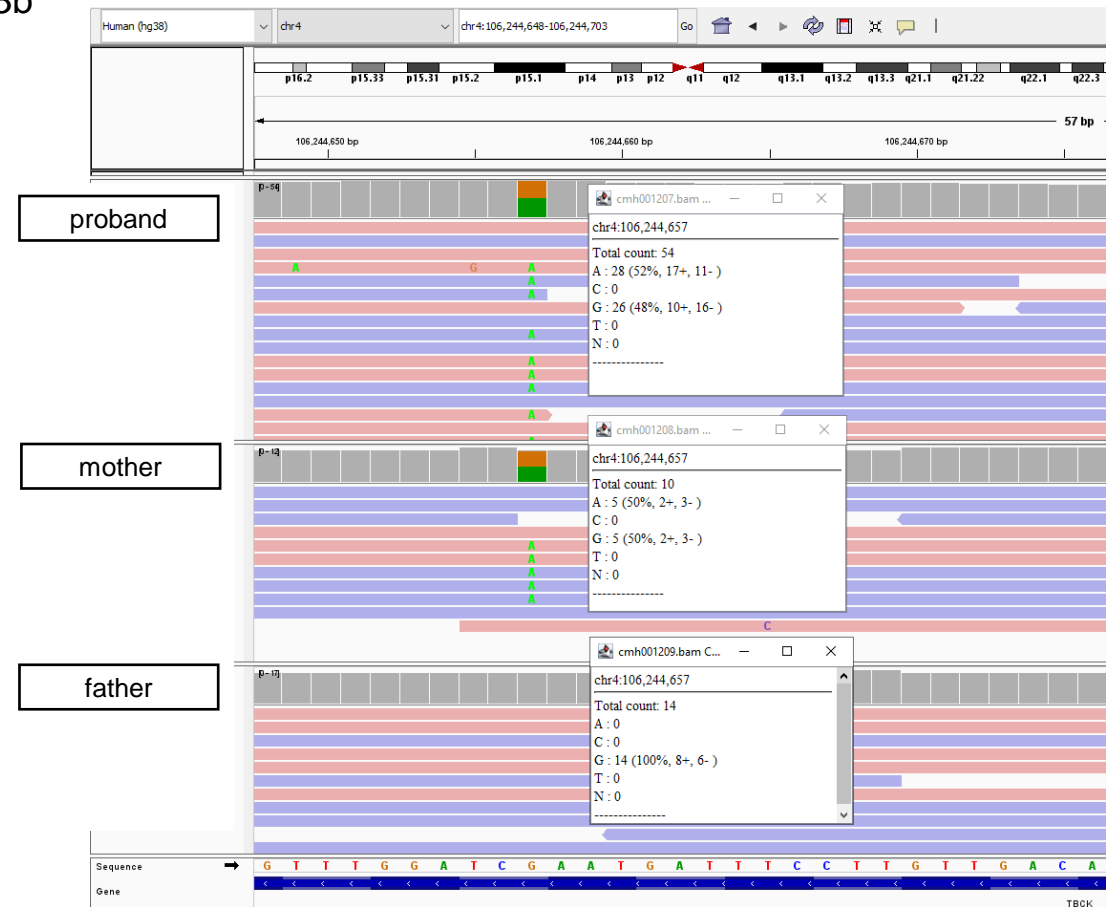 3b
Human (hg38) chr4 chr4:106,244,648-106,244,703 Go
p16.2 p15.33 p15.31 p15.2 p15.1 p14 p13 p12 q11 q12 q13.1 q13.2 q13.3 q21.1 q21.22 q22.1 q22.3
57 bp
106,244,650 bp 106,244,660 bp 106,244,670 bp
proband
[0 - 54]
cmh001207.bam ...
chr4:106,244,657
Total count: 54
A : 28 (52%, 17+, 11- )
C : 0
G : 26 (48%, 10+, 16- )
T : 0
N : 0
---------------
A G A
A
A
A
A
A
A
A
mother
[0 - 12]
cmh001208.bam ...
chr4:106,244,657
Total count: 10
A : 5 (50%, 2+, 3- )
C : 0
G : 5 (50%, 2+, 3- )
T : 0
N : 0
---------------
A
A
A
A
A
C
father
[0 - 17]
cmh001209.bam C...
chr4:106,244,657
Total count: 14
A : 0
C : 0
G : 14 (100%, 8+, 6- )
T : 0
N : 0
---------------
Sequence G T T T G G A T C G A A T G A T T T C C T T G T T G A C A
Gene
TBCK